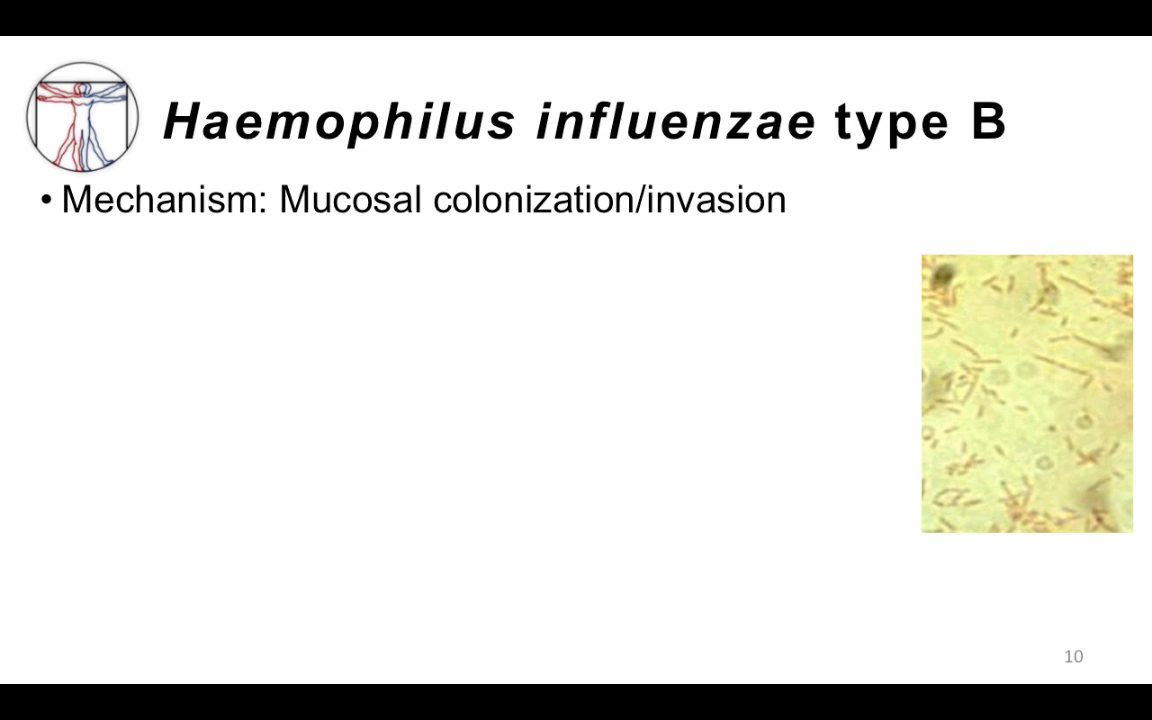 Haemophilus influenzae type B
• Mechanism: Mucosal colonization/invasion
10